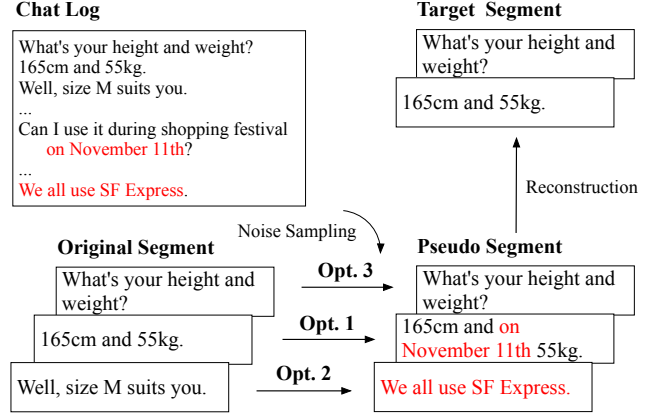 Chat Log
What's your height and weight?
165cm and 55kg.
Well, size M suits you.
...
Can I use it during shopping festival
on November 11th?
...
We all use SF Express.
Target Segment
What's your height and
weight?
165cm and 55kg.
Reconstruction
Noise Sampling
Original Segment
What's your height and
weight?
165cm and 55kg.
Well, size M suits you.
Opt. 3
Opt. 1
Opt. 2
Pseudo Segment
What's your height and
weight?
165cm and on
November 11th 55kg.
We all use SF Express.